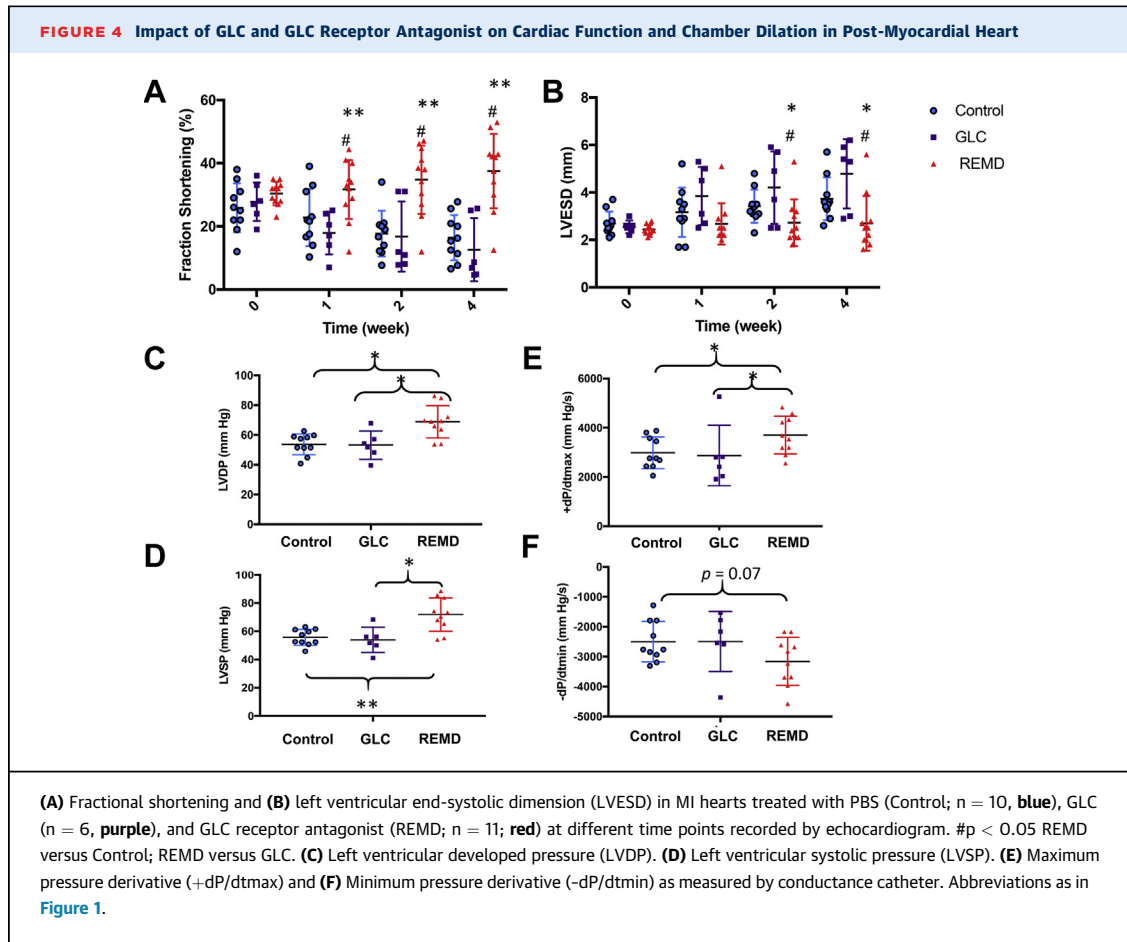 FIGURE 4 Impact of GLC and GLC Receptor Antagonist on Cardiac Function and Chamber Dilation in Post-Myocardial Heart
A
Fraction Shortening (%)
60
40
20
0
**
#
**
#
**
#
0 1 2 4
Time (week)
B
LVESD (mm)
8
6
4
2
0
*
#
*
#
0 1 2 4
Time (week)
Control
GLC
REMD
C
LVDP (mm Hg)
100
80
60
40
20
0
*
*
Control GLC REMD
E
+dP/dtmax (mm Hg/s)
6000
4000
2000
0
*
*
Control GLC REMD
D
LVSP (mm Hg)
100
80
60
40
20
0
*
**
Control GLC REMD
F
-dP/dtmin (mm Hg/s)
0
-1000
-2000
-3000
-4000
-5000
p = 0.07
Control GLC REMD
(A) Fractional shortening and (B) left ventricular end-systolic dimension (LVESD) in MI hearts treated with PBS (Control; n = 10, blue), GLC
(n = 6, purple), and GLC receptor antagonist (REMD; n = 11; red) at different time points recorded by echocardiogram. #p < 0.05 REMD
versus Control; REMD versus GLC. (C) Left ventricular developed pressure (LVDP). (D) Left ventricular systolic pressure (LVSP). (E) Maximum
pressure derivative (+dP/dtmax) and (F) Minimum pressure derivative (–dP/dtmin) as measured by conductance catheter. Abbreviations as in
Figure 1.